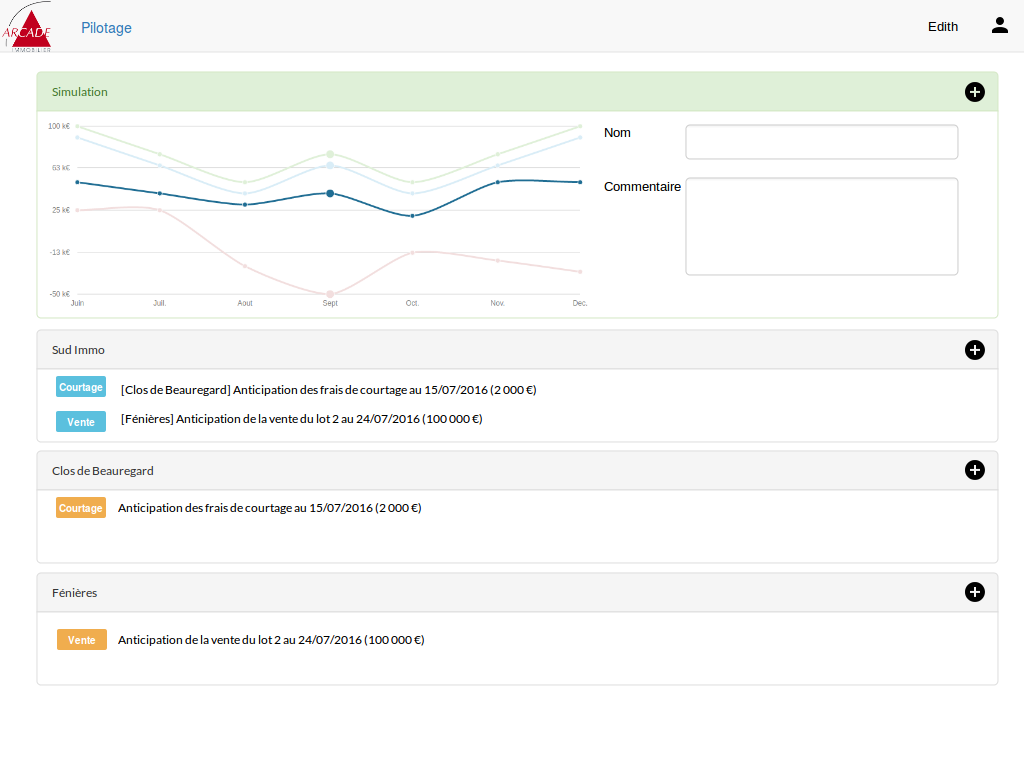 ARCADE
IMMOBILIER
Pilotage
Edith
Simulation
100 k€
63 k€
25 k€
-13 k€
-50 k€
Juin
Juil.
Aout
Sept
Oct.
Nov.
Dec.
Nom
Commentaire
Sud Immo
Courtage
[Clos de Beauregard] Anticipation des frais de courtage au 15/07/2016 (2 000 €)
Vente
[Fénières] Anticipation de la vente du lot 2 au 24/07/2016 (100 000 €)
Clos de Beauregard
Courtage
Anticipation des frais de courtage au 15/07/2016 (2 000 €)
Fénières
Vente
Anticipation de la vente du lot 2 au 24/07/2016 (100 000 €)